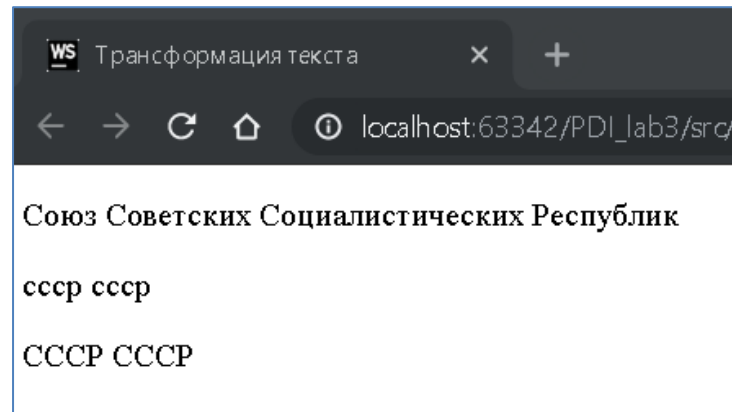 WS Трансформация текста
localhost:63342/PDI_lab3/src/
Союз Советских Социалистических Республик
ссср ссср
СССР СССР